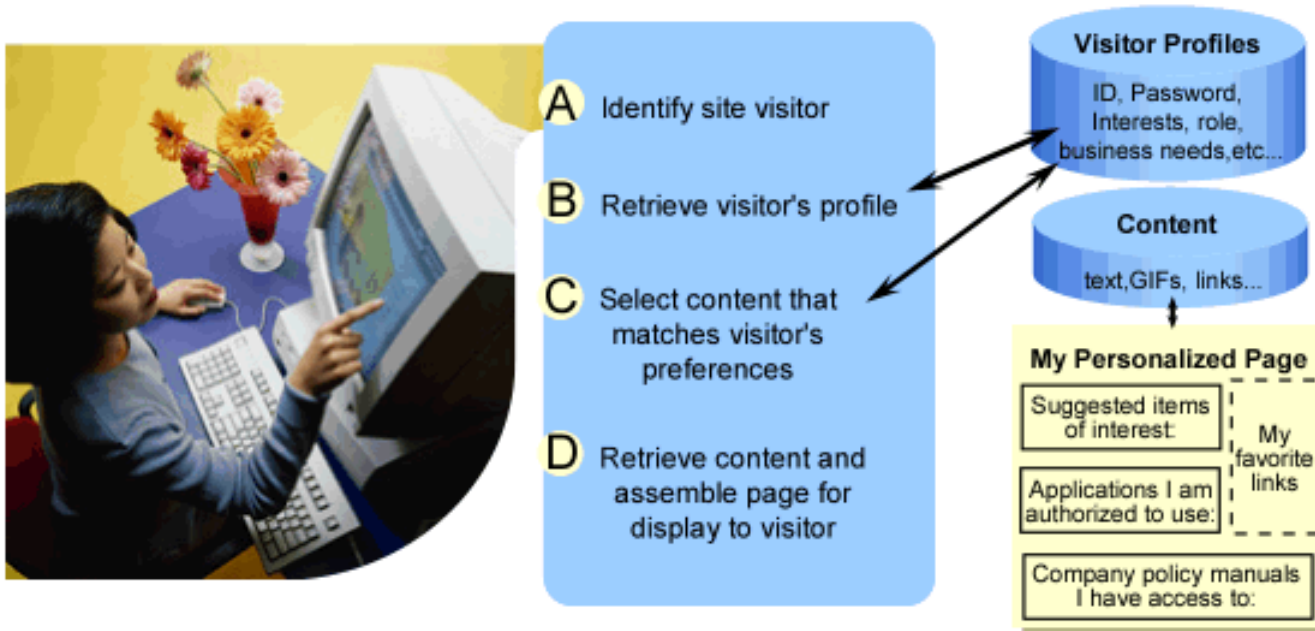 A
Identify site visitor
B
Retrieve visitor's profile
C
Select content that
matches visitor's
preferences
D
Retrieve content and
assemble page for
display to visitor
Visitor Profiles
ID, Password,
Interests, role,
business needs,etc...
Content
text,GIFs, links...
My Personalized Page
Suggested items
of interest:
Applications I am
authorized to use:
My
favorite
links
Company policy manuals
I have access to: